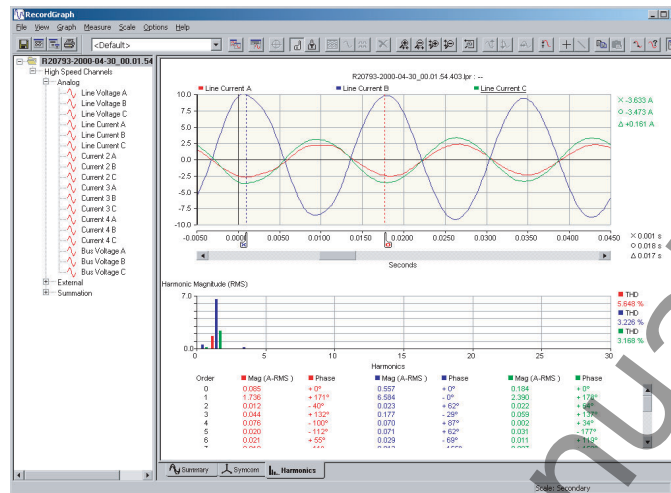 RecordGraph
File View Graph Measure Scale Options Help
<Default>
R20793-2000-04-30_00.01.54
High Speed Channels
Analog
Line Voltage A
Line Voltage B
Line Voltage C
Line Current A
Line Current B
Line Current C
Current 2 A
Current 2 B
Current 2 C
Current 3 A
Current 3 B
Current 3 C
Current 4 A
Current 4 B
Current 4 C
Bus Voltage A
Bus Voltage B
Bus Voltage C
External
Summation
R20793-2000-04-30_00.01.54.403.lpr : --
Line Current A Line Current B Line Current C
10.0
7.5
5.0
2.5
0.0
-2.5
-5.0
-7.5
-10.0
X -3.633 A
O -3.473 A
Δ +0.161 A
-0.0050 0.0000 0.0050 0.0100 0.0150 0.0200 0.0250 0.0300 0.0350 0.0400 0.0450
X 0.001 s
O 0.018 s
Δ 0.017 s
Seconds
Harmonic Magnitude (RMS)
7.0
0.0
THD
5.648 %
THD
3.226 %
THD
3.168 %
0 5 10 15 20 25 30
Harmonics
Order Mag (A-RMS ) Phase Mag (A-RMS ) Phase Mag (A-RMS ) Phase
0 0.085 + 0° 0.557 + 0° 0.184 + 0°
1 1.736 + 171° 6.584 - 0° 2.390
2 0.012 - 40° 0.023 + 62° 0.022
3 0.044 + 132° 0.177 - 29° 0.059
4 0.076 - 100° 0.070 + 87° 0.002 + 34°
5 0.020 - 112° 0.071 + 62° 0.031 - 177°
6 0.021 + 55° 0.029 - 69° 0.011
Summary Symcom Harmonics
Scale: Secondary